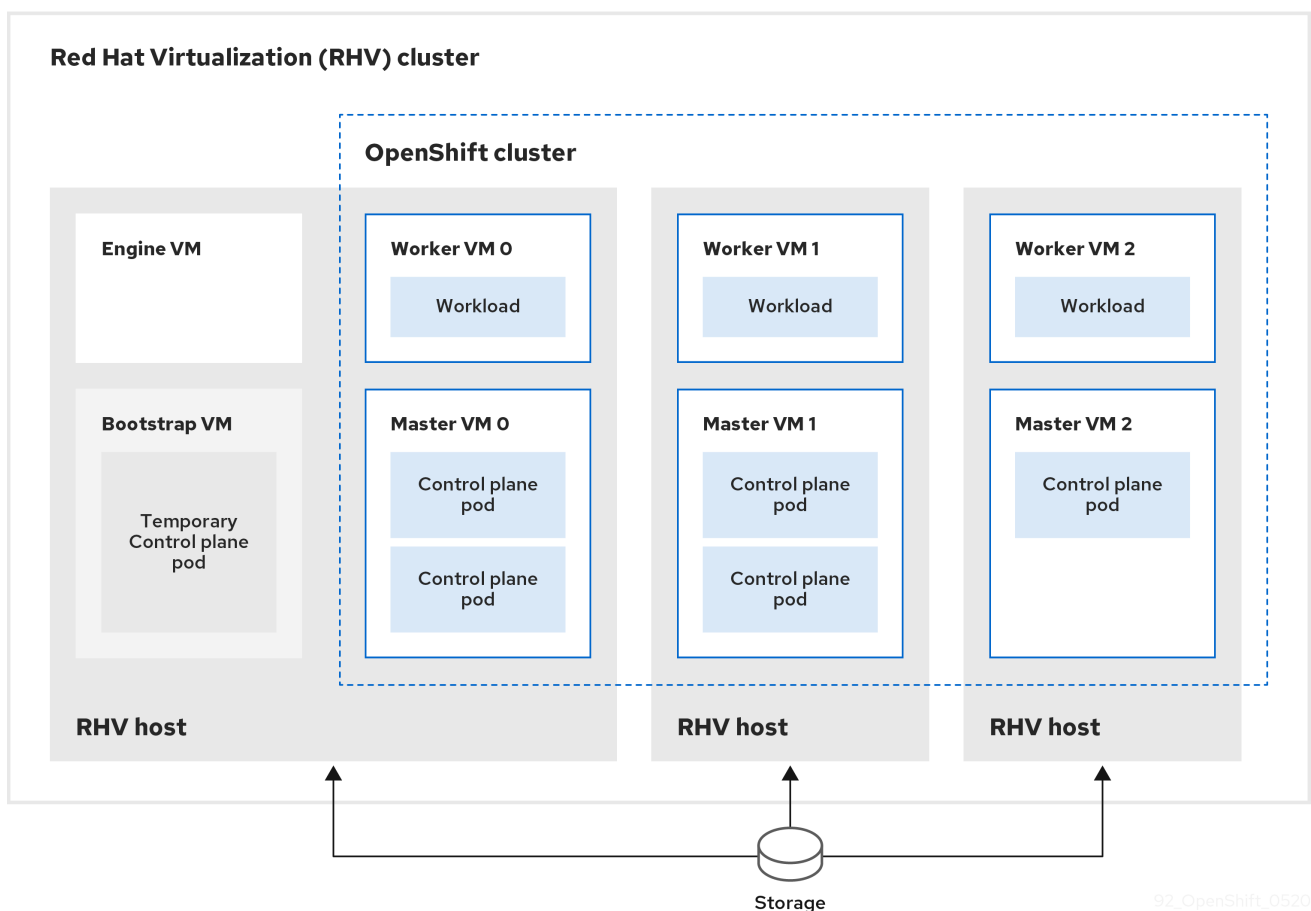 Red Hat Virtualization (RHV) cluster
OpenShift cluster
Engine VM
Worker VM 0
Workload
Worker VM 1
Workload
Worker VM 2
Workload
Bootstrap VM
Temporary
Control plane
pod
Master VM 0
Control plane
pod
Control plane
pod
Master VM 1
Control plane
pod
Control plane
pod
Master VM 2
Control plane
pod
RHV host
RHV host
RHV host
Storage
92_OpenShift_0520